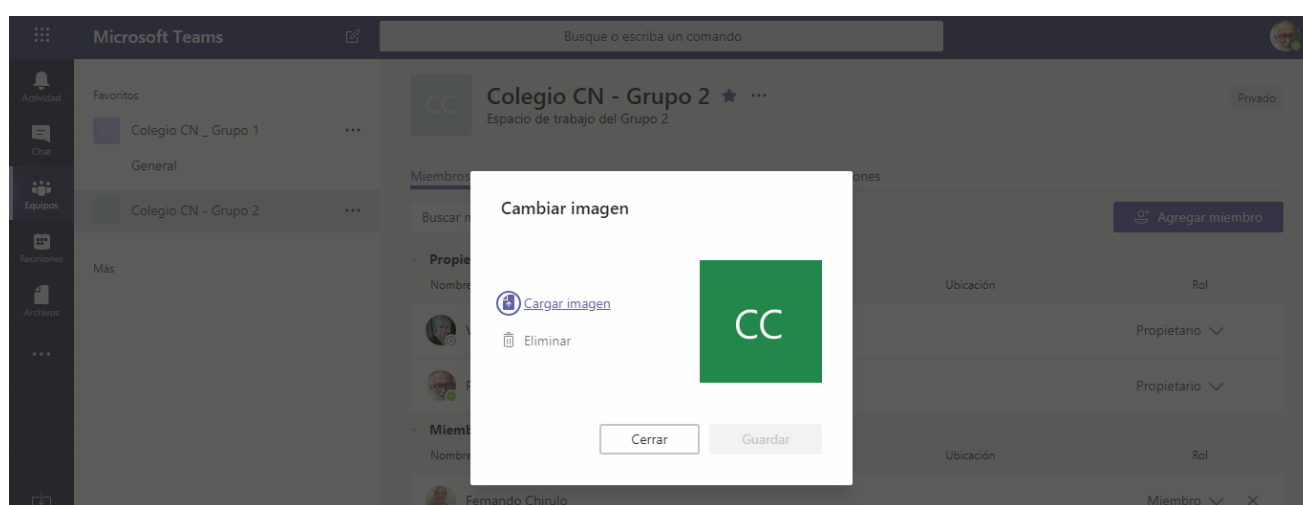 Microsoft Teams
Busque o escriba un comando
Actividad
Chat
Equipos
Reuniones
Archivos
Favoritos
CC Colegio CN _ Grupo 1
General
CC Colegio CN - Grupo 2
Más
CC
Colegio CN - Grupo 2
Espacio de trabajo del Grupo 2
Privado
Miembros
ones
Buscar
Agregar miembro
Propie
Nombre
Ubicación
Rol
Propietario
Propietario
Miemb
Nombre
Ubicación
Rol
Fernando Chirulo
Miembro
Cambiar imagen
Cargar imagen
Eliminar
CC
Cerrar
Guardar